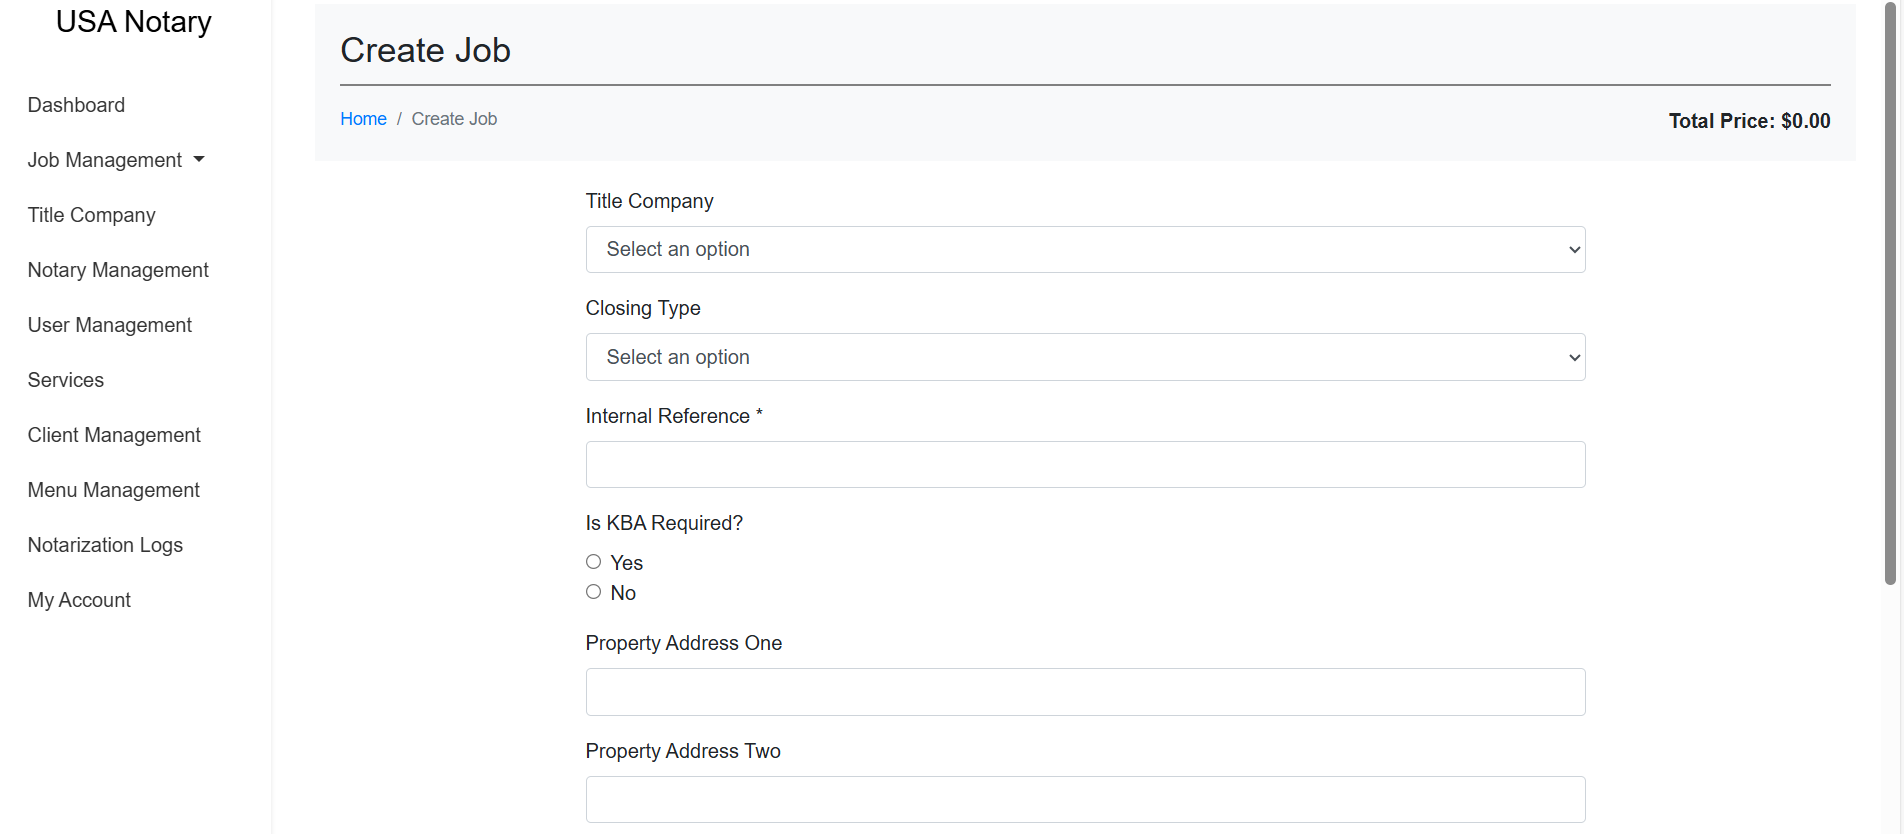 USA Notary
Dashboard
Job Management
Title Company
Notary Management
User Management
Services
Client Management
Menu Management
Notarization Logs
My Account
Create Job
Home / Create Job
Total Price: $0.00
Title Company
Select an option
Closing Type
Select an option
Internal Reference *
Is KBA Required?
Yes
No
Property Address One
Property Address Two